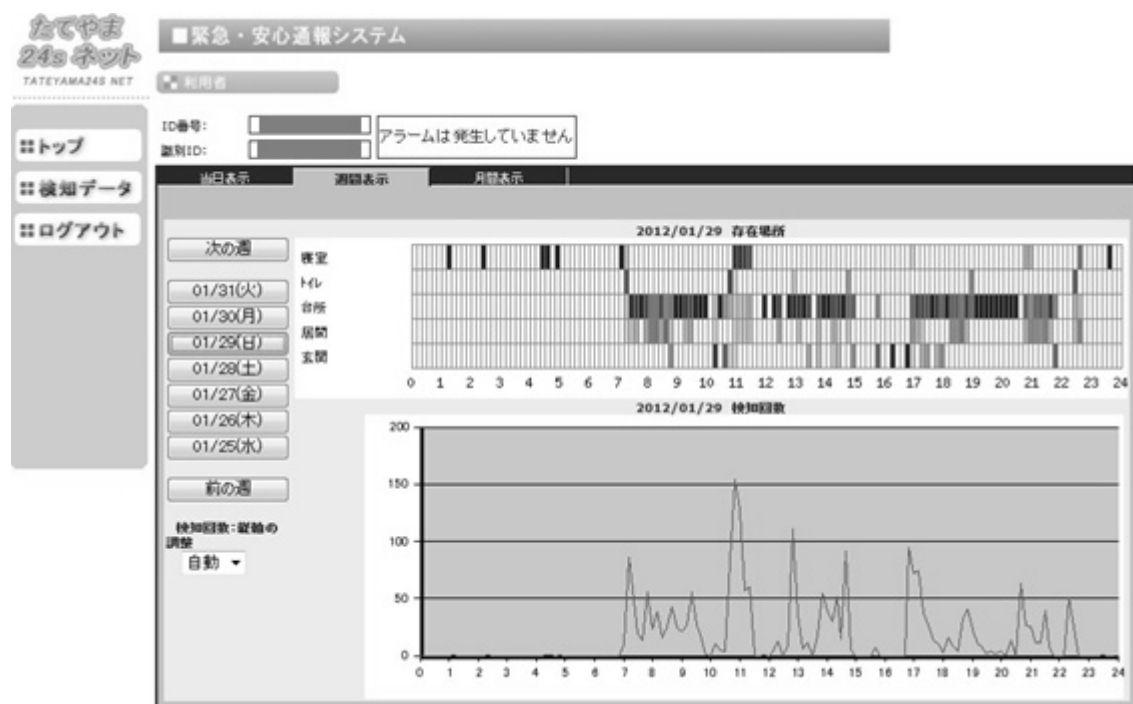 たてやま
24s ネット
TATEYAMA24S NET
■緊急・安心通報システム
利用者
ID番号:
識別ID:
アラームは発生していません
トップ
検知データ
ログアウト
当日表示
週間表示
月間表示
次の週
01/31(火)
01/30(月)
01/29(日)
01/28(土)
01/27(金)
01/26(木)
01/25(水)
前の週
検知回数:縦軸の
調整
自動
2012/01/29 存在場所
寝室
トイレ
台所
居間
玄関
0 1 2 3 4 5 6 7 8 9 10 11 12 13 14 15 16 17 18 19 20 21 22 23 24
2012/01/29 検知回数
200
150
100
50
0
0 1 2 3 4 5 6 7 8 9 10 11 12 13 14 15 16 17 18 19 20 21 22 23 24